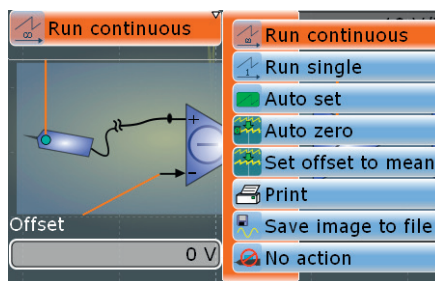 Run continuous
Offset
0 V
Run continuous
Run single
Auto set
Auto zero
Set offset to mean
Print
Save image to file
No action